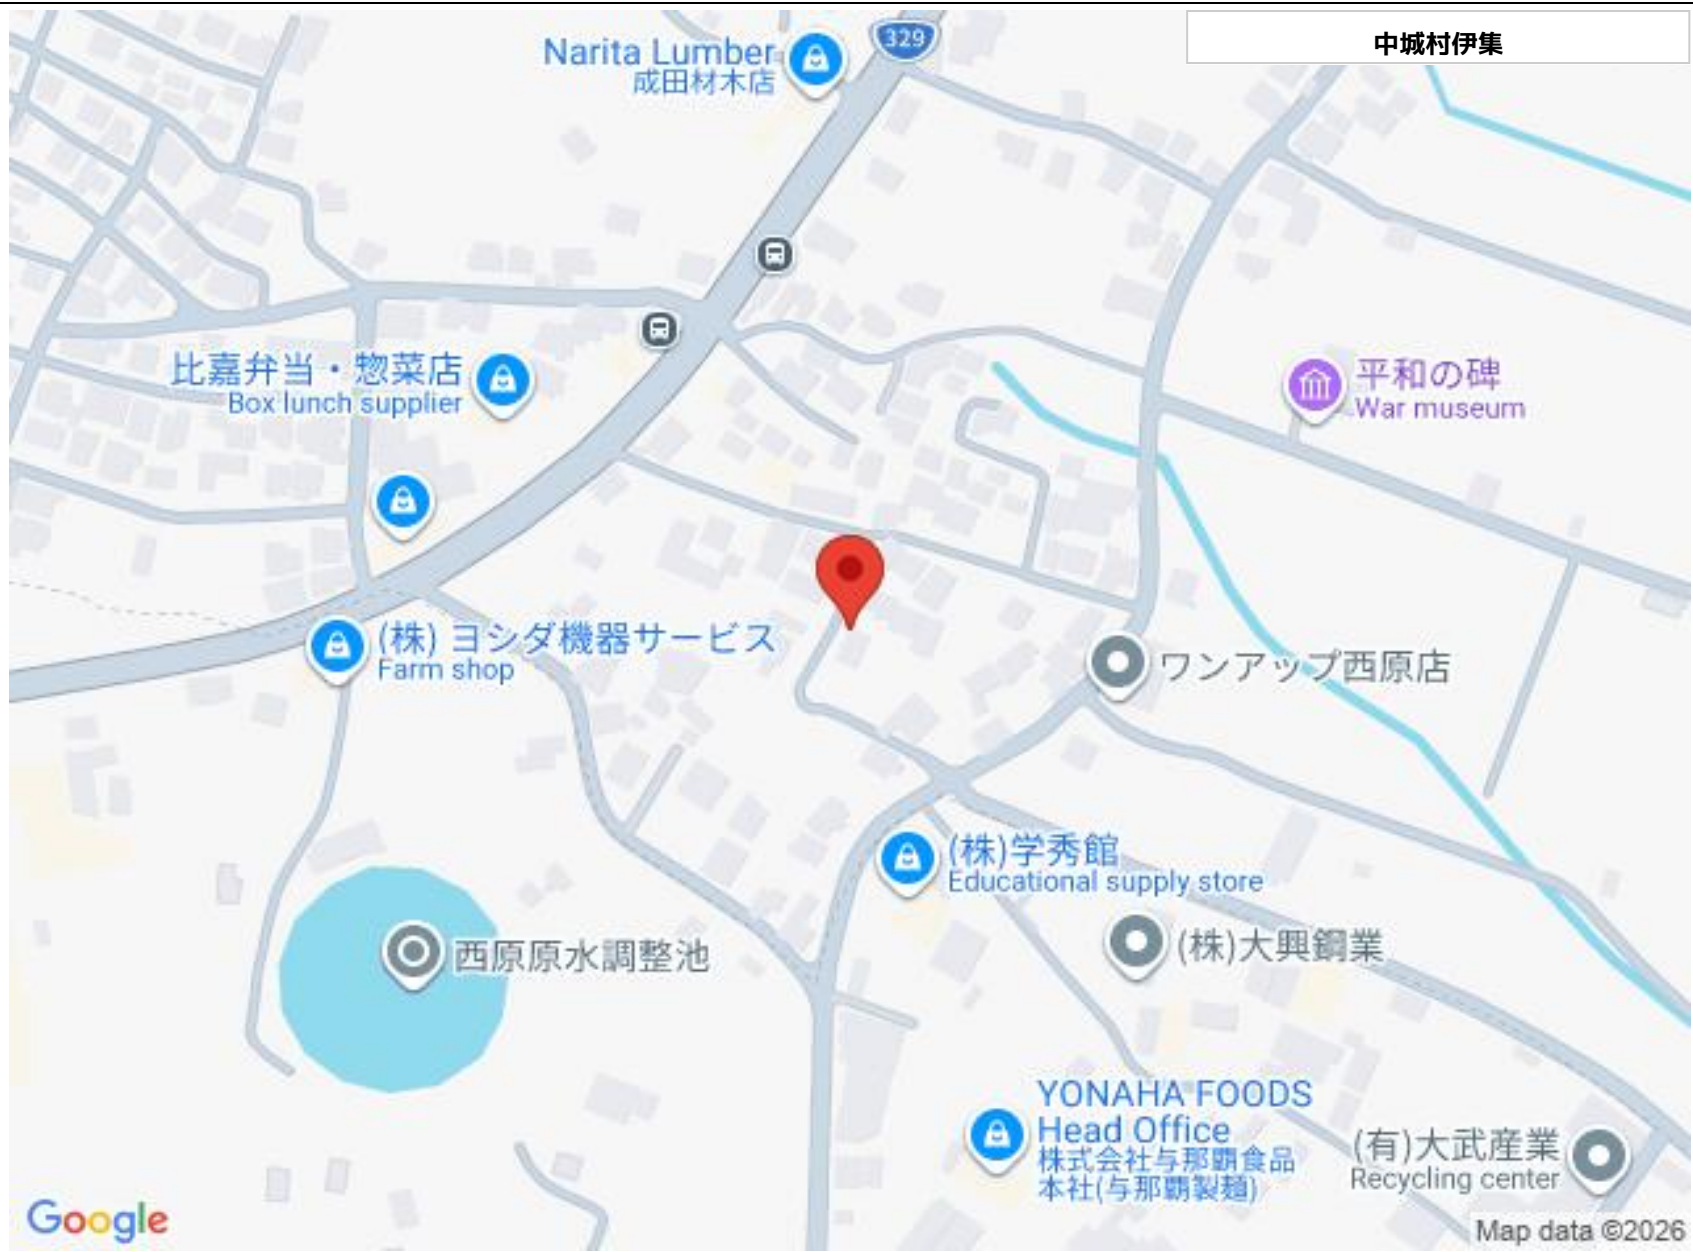 中城村伊集
329
Narita Lumber
成田材木店
比嘉弁当・惣菜店
Box lunch supplier
平和の碑
War museum
(株) ヨシダ機器サービス
Farm shop
ワンアップ西原店
(株)学秀館
Educational supply store
西原原水調整池
(株)大興鋼業
YONAHA FOODS
Head Office
株式会社与那覇食品
本社(与那覇製麺)
(有)大武産業
Recycling center
Google
Map data ©2026